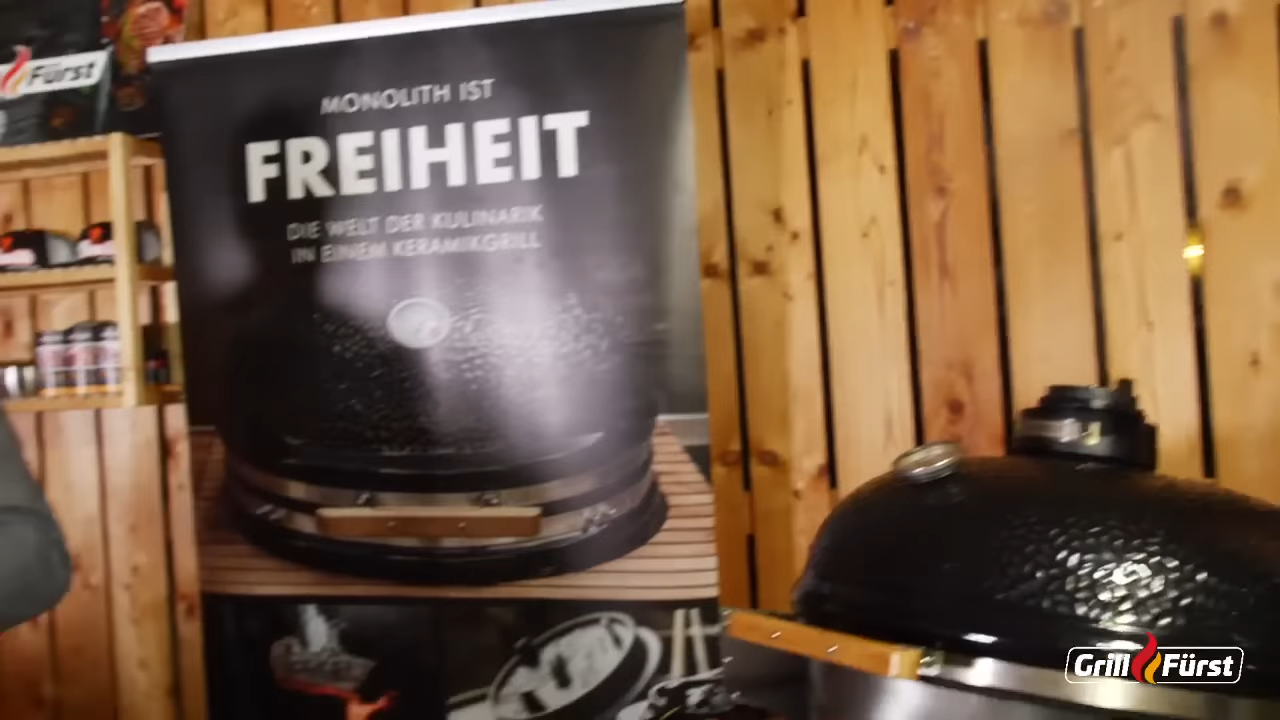 Fürst
MONOLITH IST
FREIHEIT
DIE WELT DER KULINARIK
IN EINEM KERAMIKGRILL
Grill Fürst